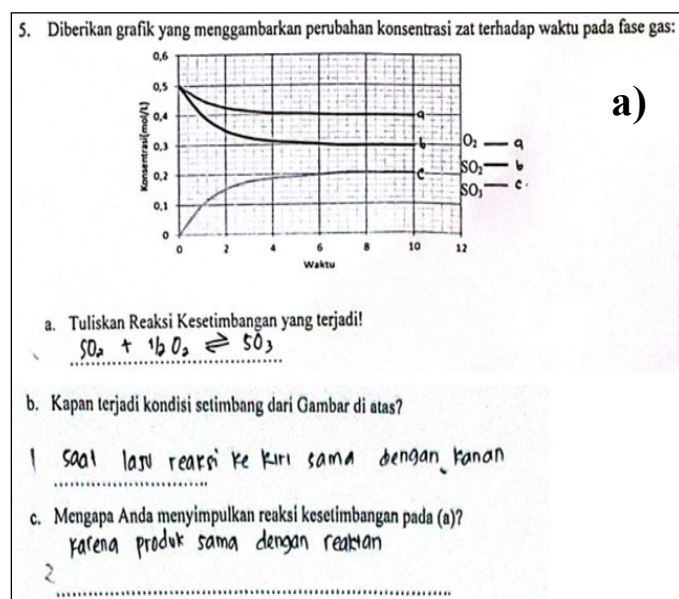 5. Diberikan grafik yang menggambarkan perubahan konsentrasi zat terhadap waktu pada fase gas:
a)
0,6
0,5
0,4
0,3
0,2
0,1
0
Konsentrasi(mol/L)
a
b
c
O₂ — a
SO₂ — b
SO₃ — c.
0 2 4 6 8 10 12
Waktu
a. Tuliskan Reaksi Kesetimbangan yang terjadi!
SO₂ + 1/2 O₂ ⇌ SO₃
b. Kapan terjadi kondisi setimbang dari Gambar di atas?
1 saat laju reaksi ke kiri sama dengan kanan
c. Mengapa Anda menyimpulkan reaksi kesetimbangan pada (a)?
karena produk sama dengan reaktan
2